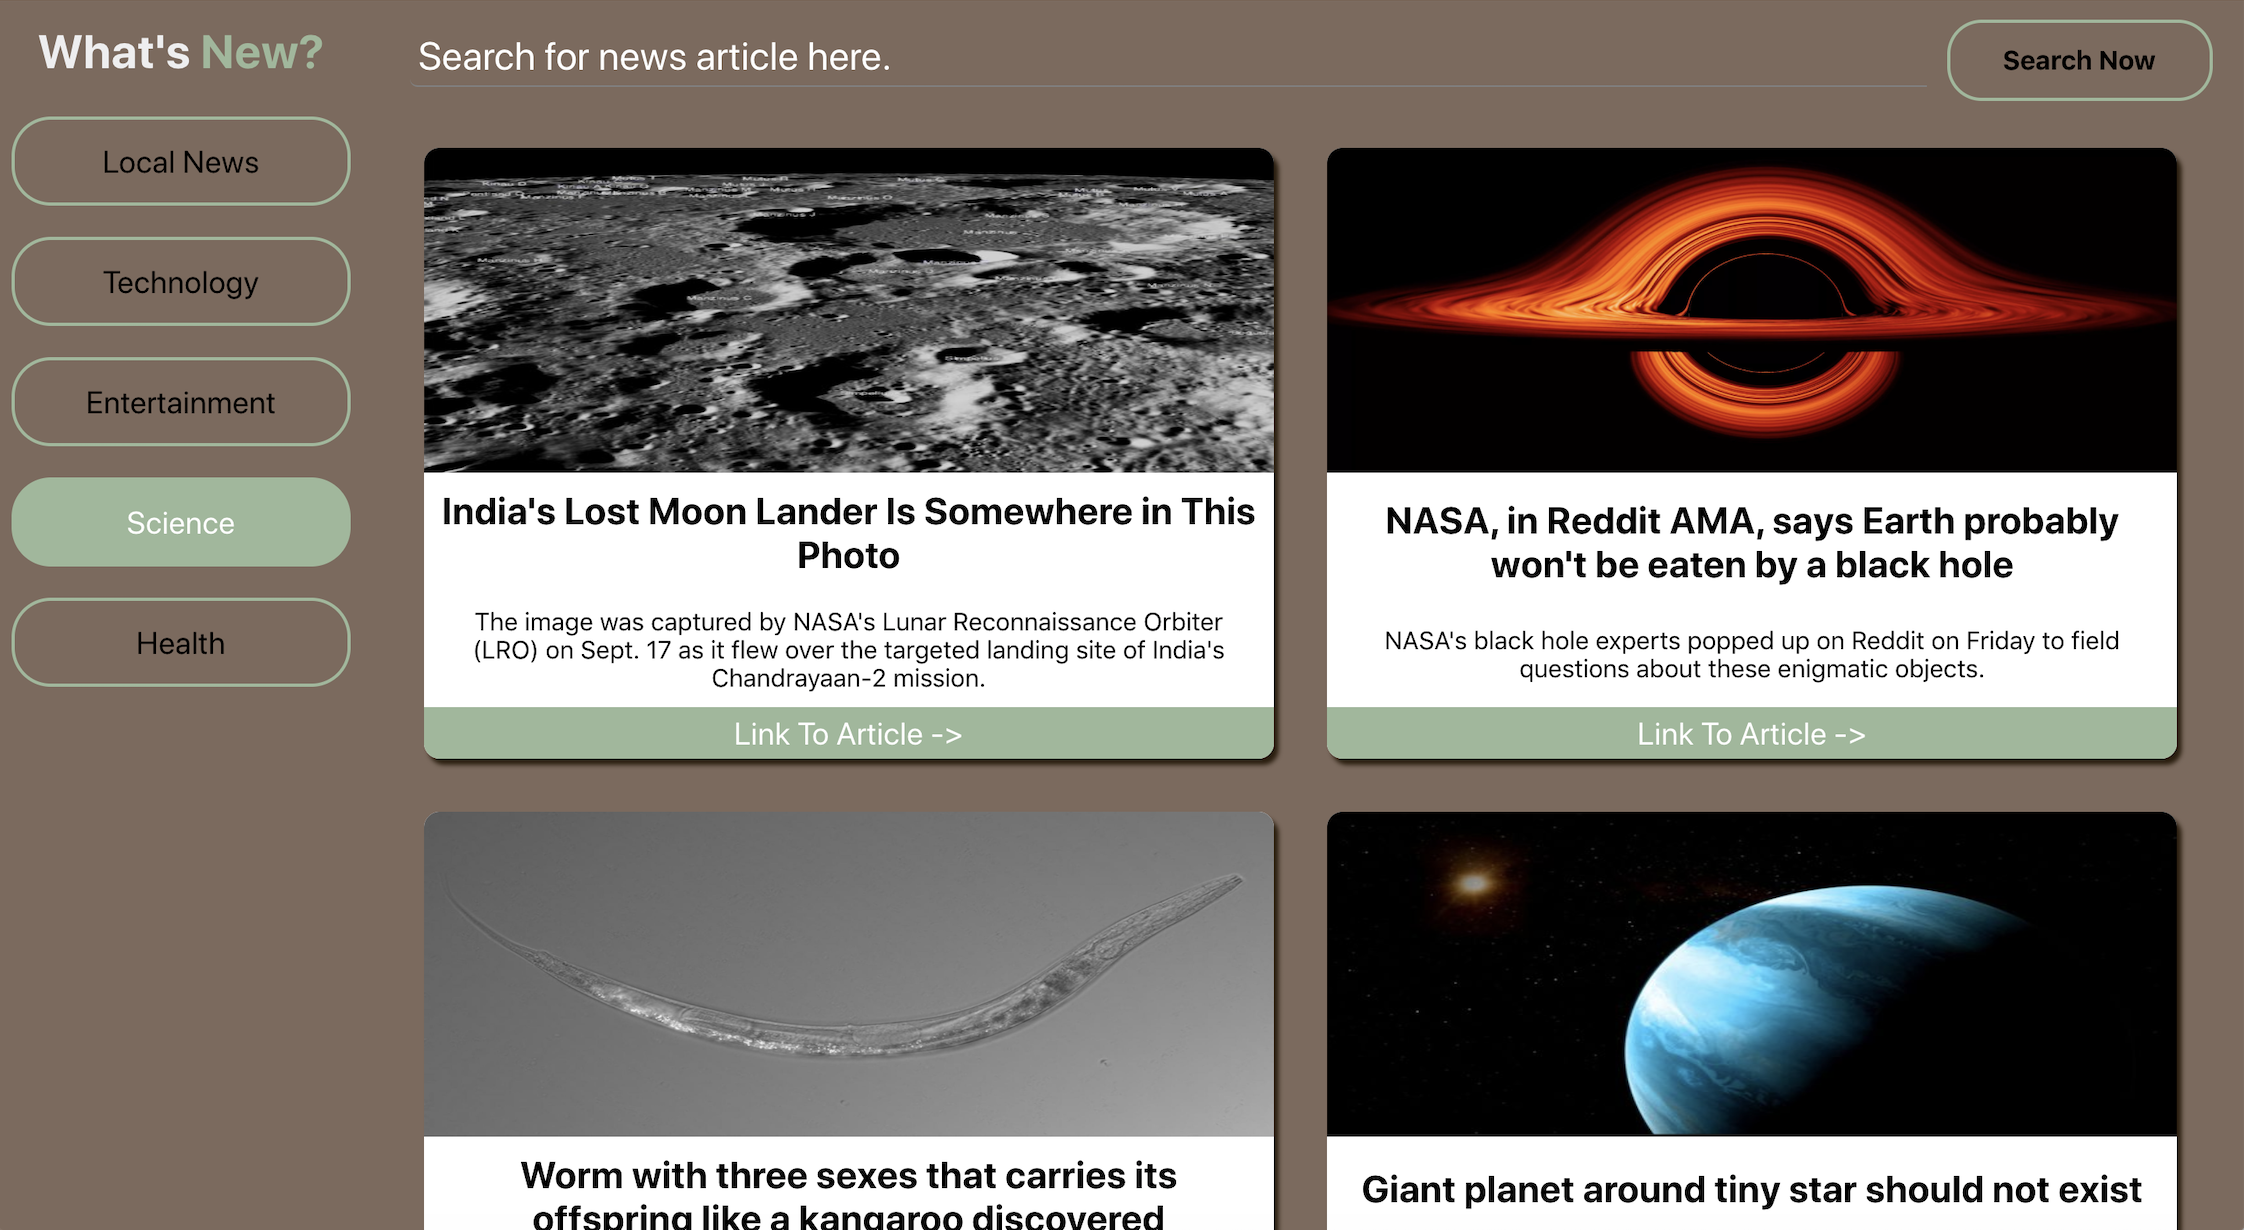 What's New?
Search for news article here.
Search Now
Local News
Technology
Entertainment
Science
Health
India's Lost Moon Lander Is Somewhere in This
Photo
The image was captured by NASA's Lunar Reconnaissance Orbiter
(LRO) on Sept. 17 as it flew over the targeted landing site of India's
Chandrayaan-2 mission.
Link To Article ->
NASA, in Reddit AMA, says Earth probably
won't be eaten by a black hole
NASA's black hole experts popped up on Reddit on Friday to field
questions about these enigmatic objects.
Link To Article ->
Worm with three sexes that carries its
offspring like a kangaroo discovered
Giant planet around tiny star should not exist